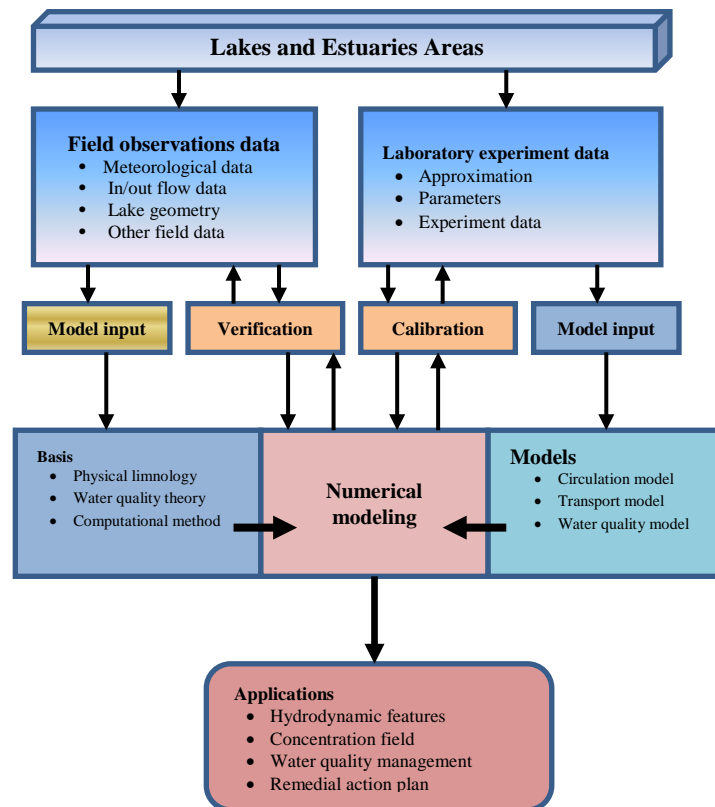 Lakes and Estuaries Areas
Field observations data
• Meteorological data
• In/out flow data
• Lake geometry
• Other field data
Laboratory experiment data
• Approximation
• Parameters
• Experiment data
Model input
Verification
Calibration
Model input
Basis
• Physical limnology
• Water quality theory
• Computational method
Numerical
modeling
Models
• Circulation model
• Transport model
• Water quality model
Applications
• Hydrodynamic features
• Concentration field
• Water quality management
• Remedial action plan